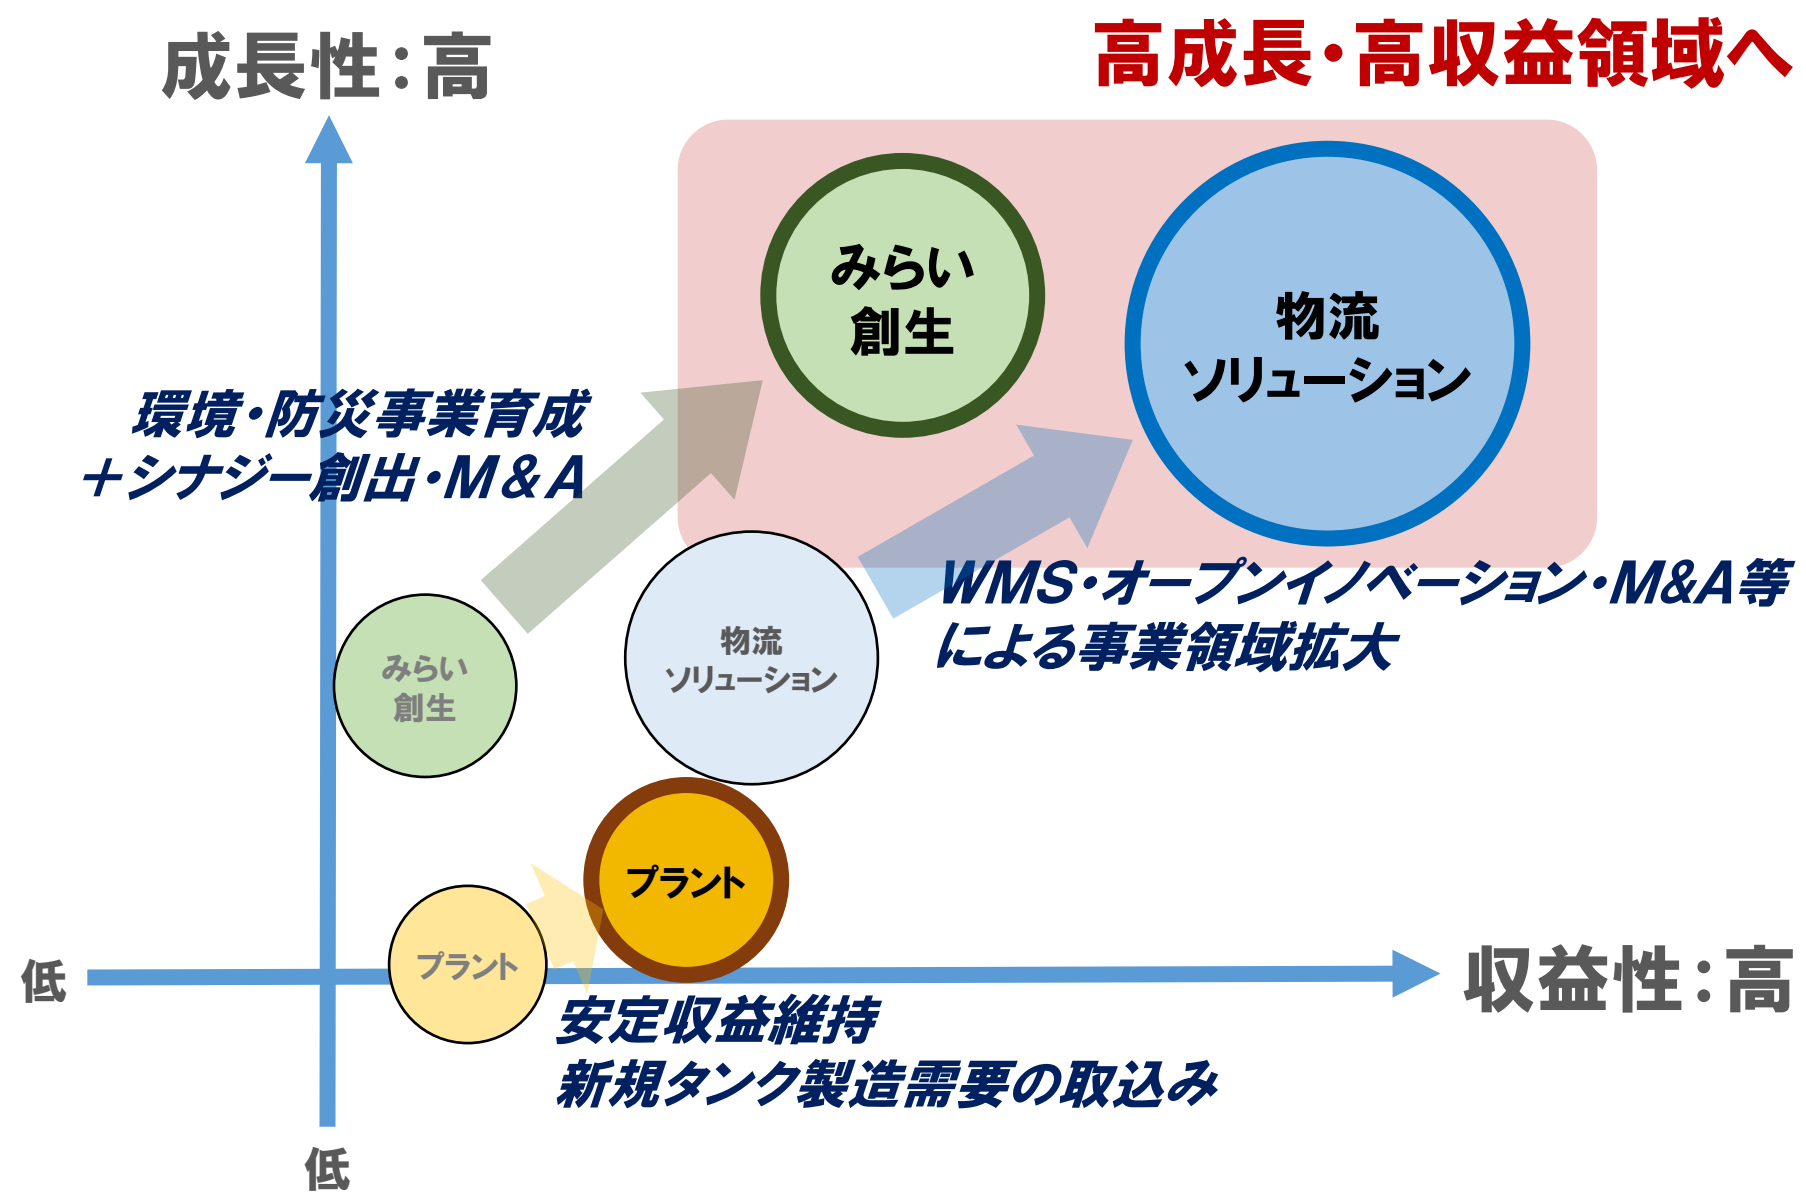 成長性：高
高成長・高収益領域へ
みらい
創生
物流
ソリューション
環境・防災事業育成
＋シナジー創出・M＆A
WMS・オープンイノベーション・M&A等
による事業領域拡大
みらい
創生
物流
ソリューション
プラント
プラント
低
収益性：高
安定収益維持
新規タンク製造需要の取込み
低